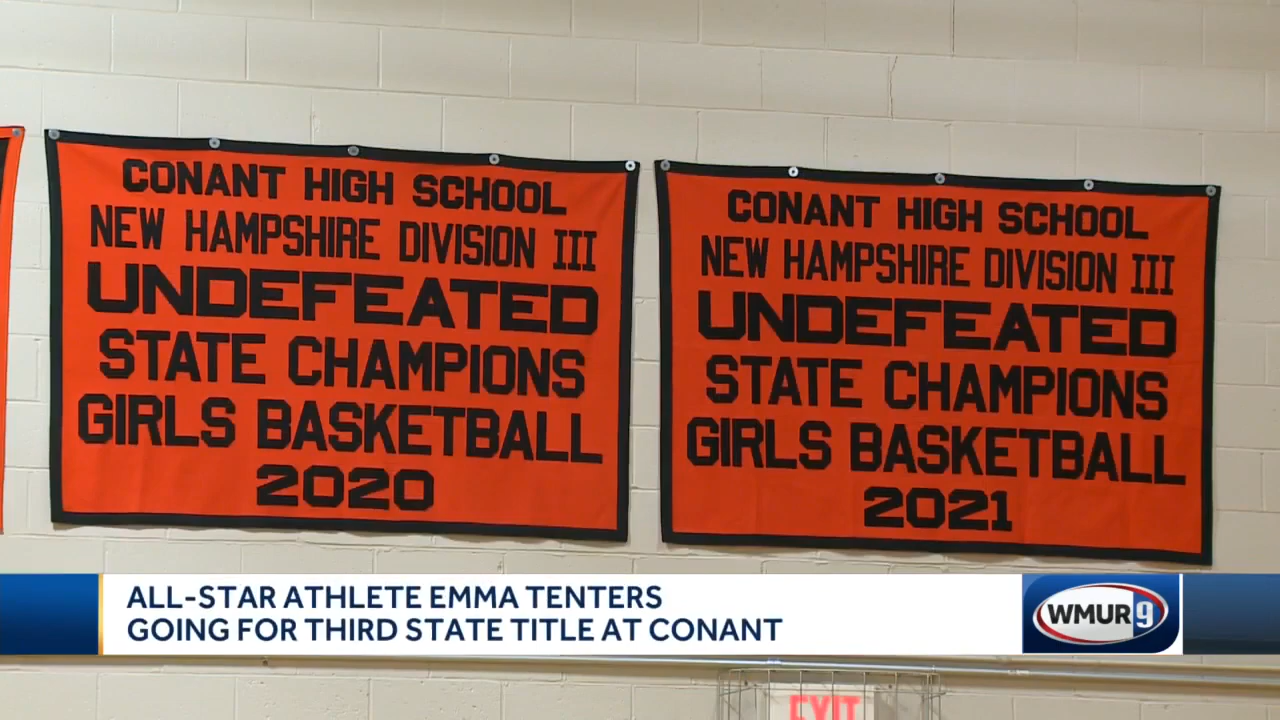 CONANT HIGH SCHOOL
NEW HAMPSHIRE DIVISION III
UNDEFEATED
STATE CHAMPIONS
GIRLS BASKETBALL
2020
CONANT HIGH SCHOOL
NEW HAMPSHIRE DIVISION III
UNDEFEATED
STATE CHAMPIONS
GIRLS BASKETBALL
2021
ALL-STAR ATHLETE EMMA TENTERS
GOING FOR THIRD STATE TITLE AT CONANT
WMUR 9
EXIT